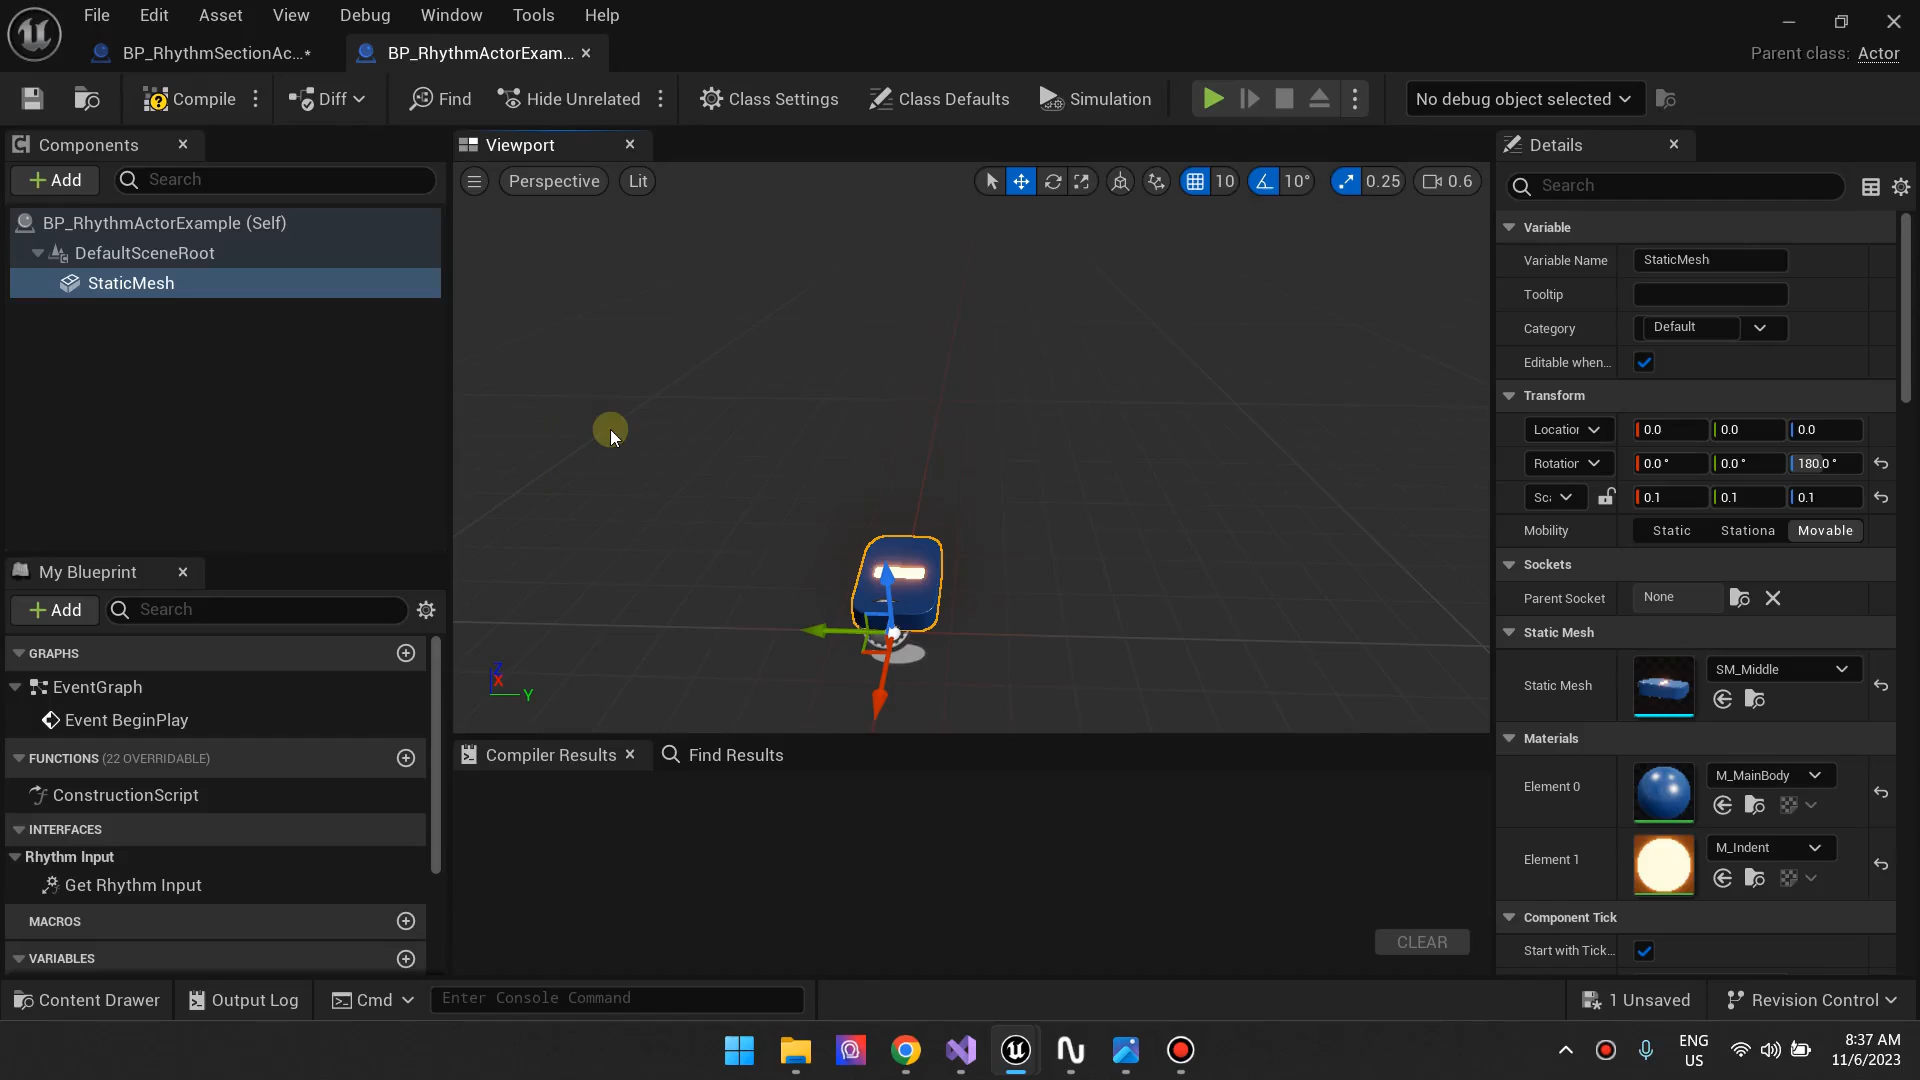 File Edit Asset View Debug Window Tools Help
BP_RhythmSectionAc...* BP_RhythmActorExam...
Parent class: Actor
Compile Diff Find Hide Unrelated Class Settings Class Defaults Simulation No debug object selected
Components
Add Search
BP_RhythmActorExample (Self)
DefaultSceneRoot
StaticMesh
My Blueprint
Add Search
GRAPHS
EventGraph
Event BeginPlay
FUNCTIONS (22 OVERRIDABLE)
ConstructionScript
INTERFACES
Rhythm Input
Get Rhythm Input
MACROS
VARIABLES
Viewport
Perspective Lit 10 10° 0.25 0.6
Z
X
Y
Compiler Results Find Results
CLEAR
Details
Search
Variable
Variable Name StaticMesh
Tooltip
Category Default
Editable when...
Transform
Location 0.0 0.0 0.0
Rotation 0.0 ° 0.0 ° 180.0 °
Sca 0.1 0.1 0.1
Mobility Static Stationa Movable
Sockets
Parent Socket None
Static Mesh
Static Mesh SM_Middle
Materials
Element 0 M_MainBody
Element 1 M_Indent
Component Tick
Start with Tick...
Content Drawer Output Log Cmd Enter Console Command 1 Unsaved Revision Control
ENG
US
8:37 AM
11/6/2023